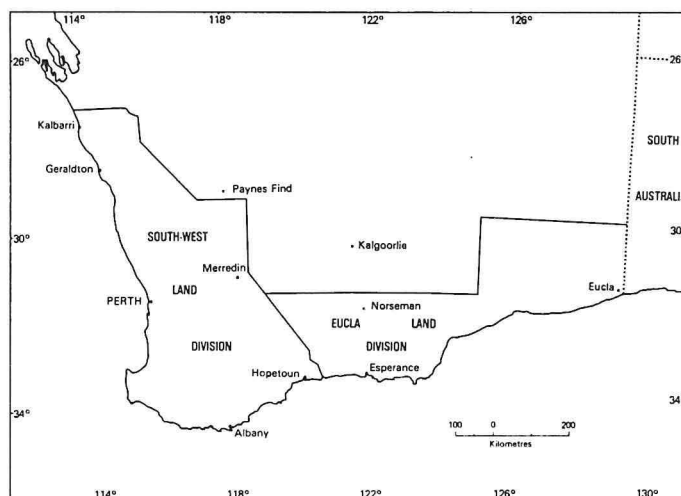 114° 118° 122° 126°
26° 26
Kalbarri
Geraldton
Paynes Find
SOUTH
AUSTRALIA
30° 30
SOUTH-WEST
Kalgoorlie
Merredin
LAND
Eucla
PERTH
Norseman
EUCLA LAND
DIVISION DIVISION
Hopetoun Esperance
34° 34
Albany
100 0 200
Kilometres
114° 118° 122° 126° 130°